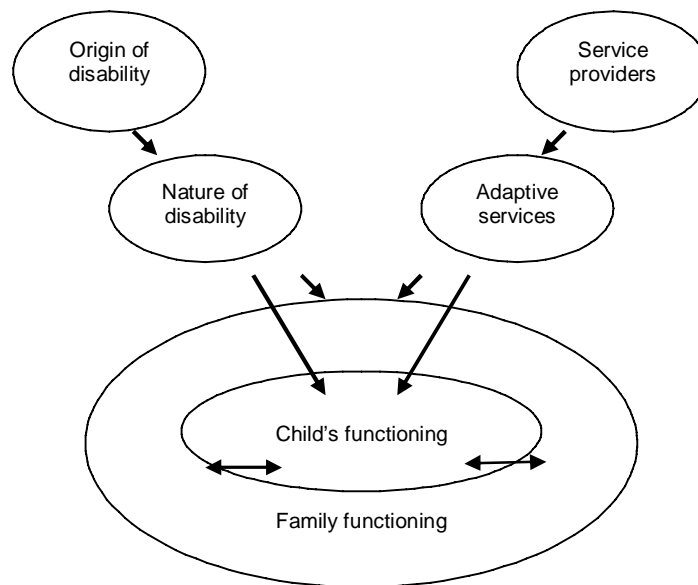 Origin of
disability
Service
providers
Nature of
disability
Adaptive
services
Child's functioning
Family functioning